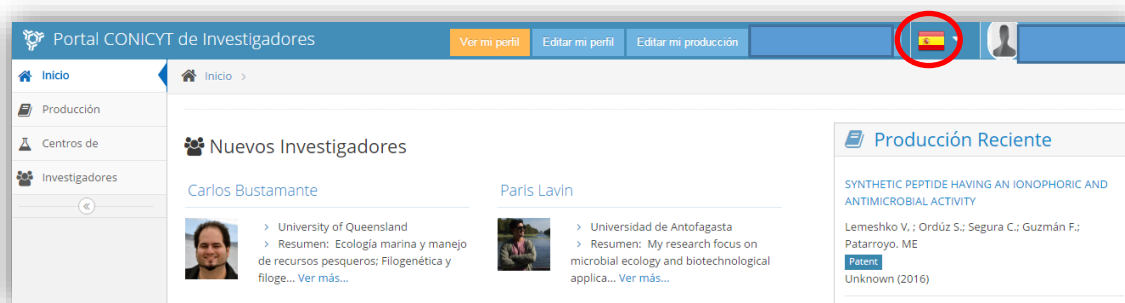 Portal CONICYT de Investigadores
Ver mi perfil
Editar mi perfil
Editar mi producción
Inicio
Producción
Centros de
Investigadores
Inicio >
Nuevos Investigadores
Carlos Bustamante
> University of Queensland
> Resumen: Ecología marina y manejo
de recursos pesqueros; Filogenética y
filoge... Ver más...
Paris Lavin
> Universidad de Antofagasta
> Resumen: My research focus on
microbial ecology and biotechnological
applica... Ver más...
Producción Reciente
SYNTHETIC PEPTIDE HAVING AN IONOPHORIC AND
ANTIMICROBIAL ACTIVITY
Lemeshko V, ; Ordúz S.; Segura C.; Guzmán F.;
Patarroyo. ME
Patent
Unknown (2016)